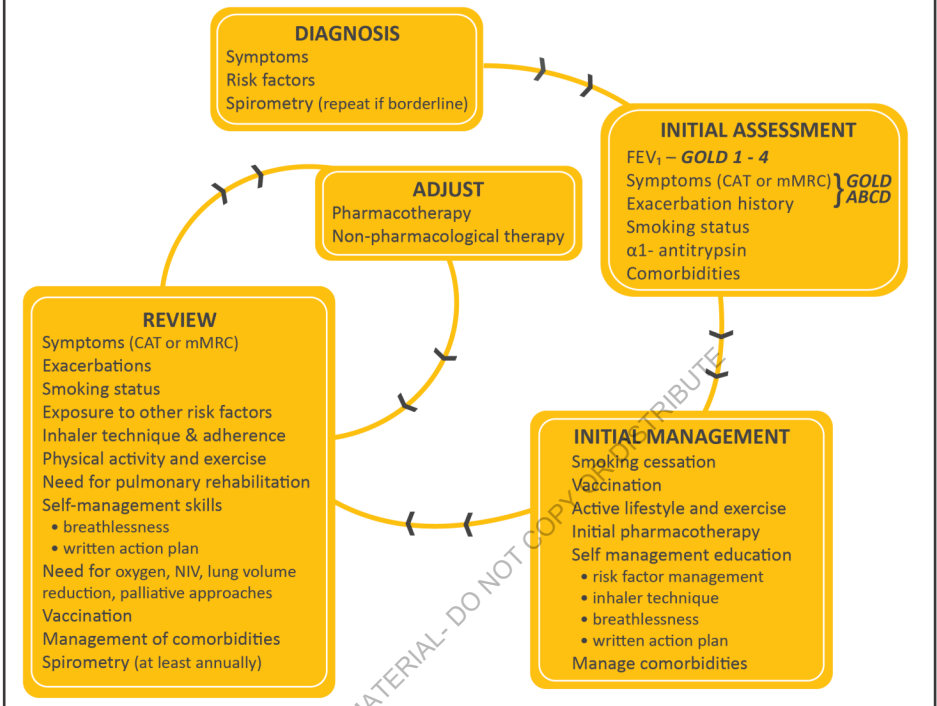 DIAGNOSIS
Symptoms
Risk factors
Spirometry (repeat if borderline)
INITIAL ASSESSMENT
FEV₁ – GOLD 1 - 4
Symptoms (CAT or mMRC) } GOLD
Exacerbation history ABCD
Smoking status
α1- antitrypsin
Comorbidities
ADJUST
Pharmacotherapy
Non-pharmacological therapy
REVIEW
Symptoms (CAT or mMRC)
Exacerbations
Smoking status
Exposure to other risk factors
Inhaler technique & adherence
Physical activity and exercise
Need for pulmonary rehabilitation
Self-management skills
• breathlessness
• written action plan
Need for oxygen, NIV, lung volume
reduction, palliative approaches
Vaccination
Management of comorbidities
Spirometry (at least annually)
INITIAL MANAGEMENT
Smoking cessation
Vaccination
Active lifestyle and exercise
Initial pharmacotherapy
Self management education
• risk factor management
• inhaler technique
• breathlessness
• written action plan
Manage comorbidities
MATERIAL- DO NOT COPY OR DISTRIBUTE